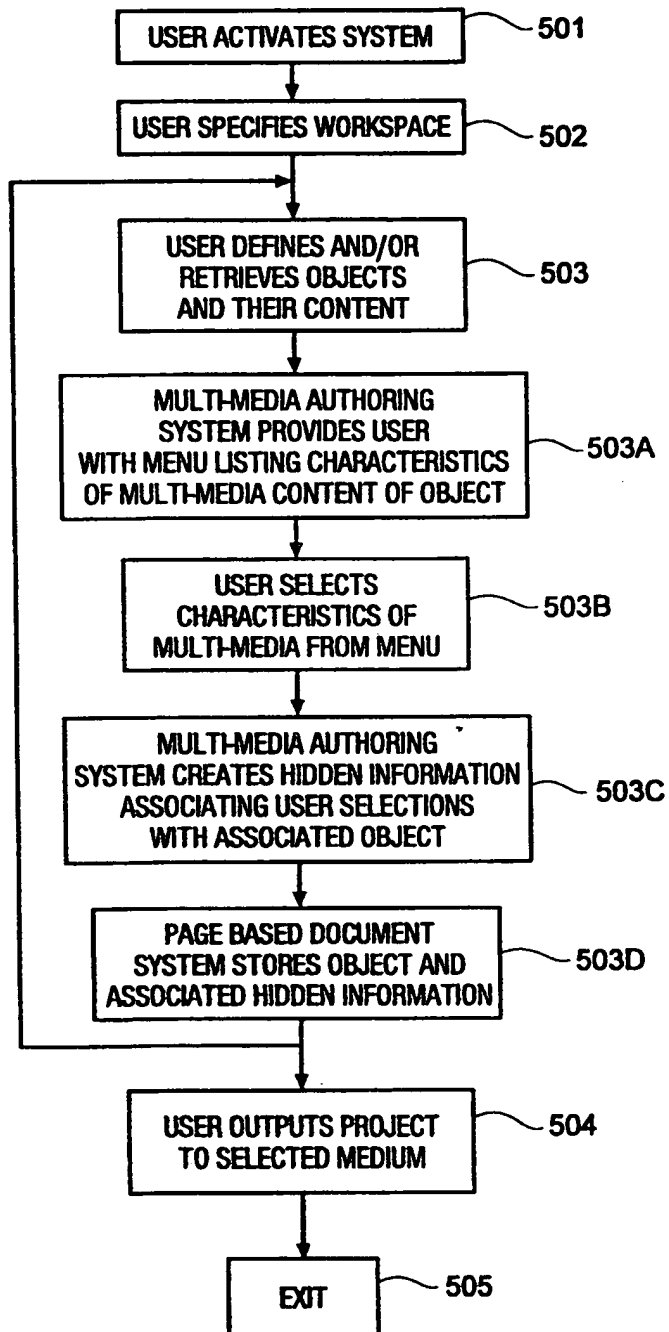 USER ACTIVATES SYSTEM
501
USER SPECIFIES WORKSPACE
502
USER DEFINES AND/OR
RETRIEVES OBJECTS
AND THEIR CONTENT
503
MULTI-MEDIA AUTHORING
SYSTEM PROVIDES USER
WITH MENU LISTING CHARACTERISTICS
OF MULTI-MEDIA CONTENT OF OBJECT
503A
USER SELECTS
CHARACTERISTICS OF
MULTI-MEDIA FROM MENU
503B
MULTI-MEDIA AUTHORING
SYSTEM CREATES HIDDEN INFORMATION
ASSOCIATING USER SELECTIONS
WITH ASSOCIATED OBJECT
503C
PAGE BASED DOCUMENT
SYSTEM STORES OBJECT AND
ASSOCIATED HIDDEN INFORMATION
503D
USER OUTPUTS PROJECT
TO SELECTED MEDIUM
504
EXIT
505